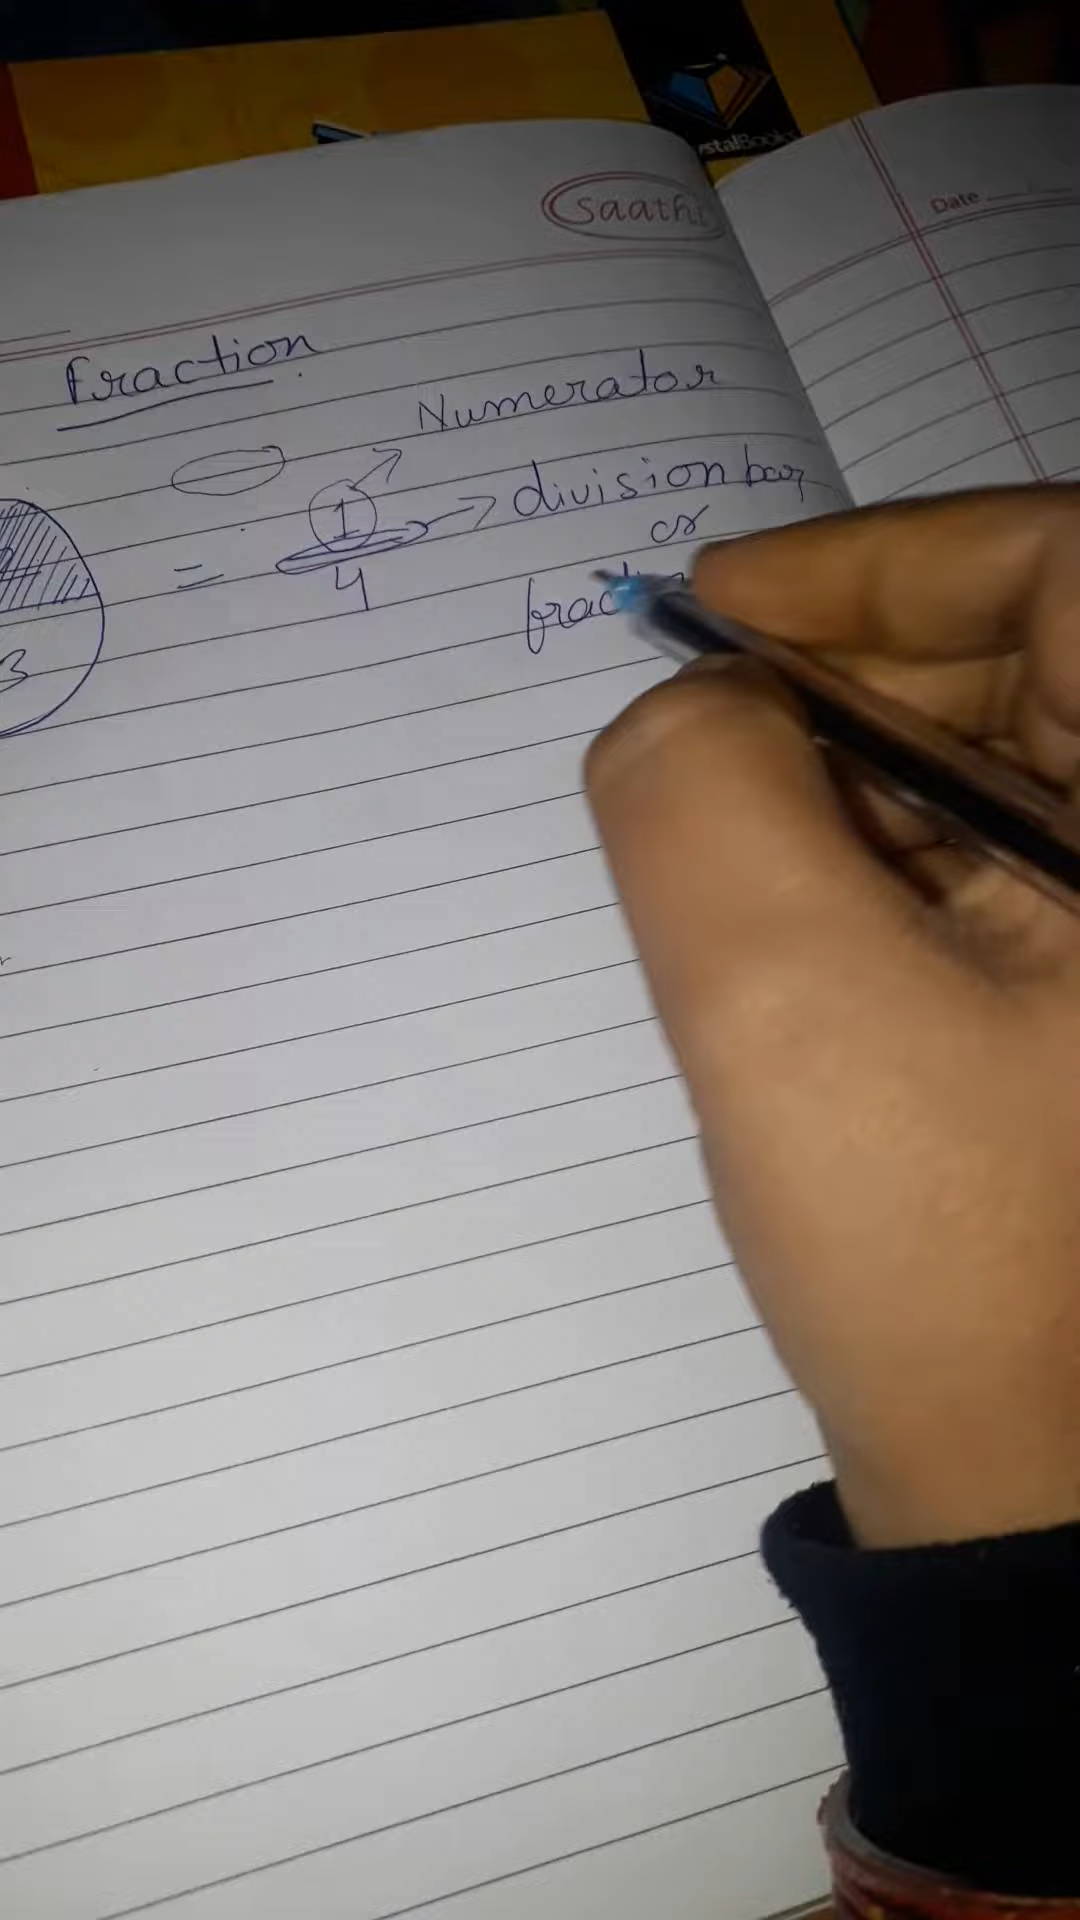 Saathi
Date
Fraction
Numerator
1
division bar
=
4
or
3